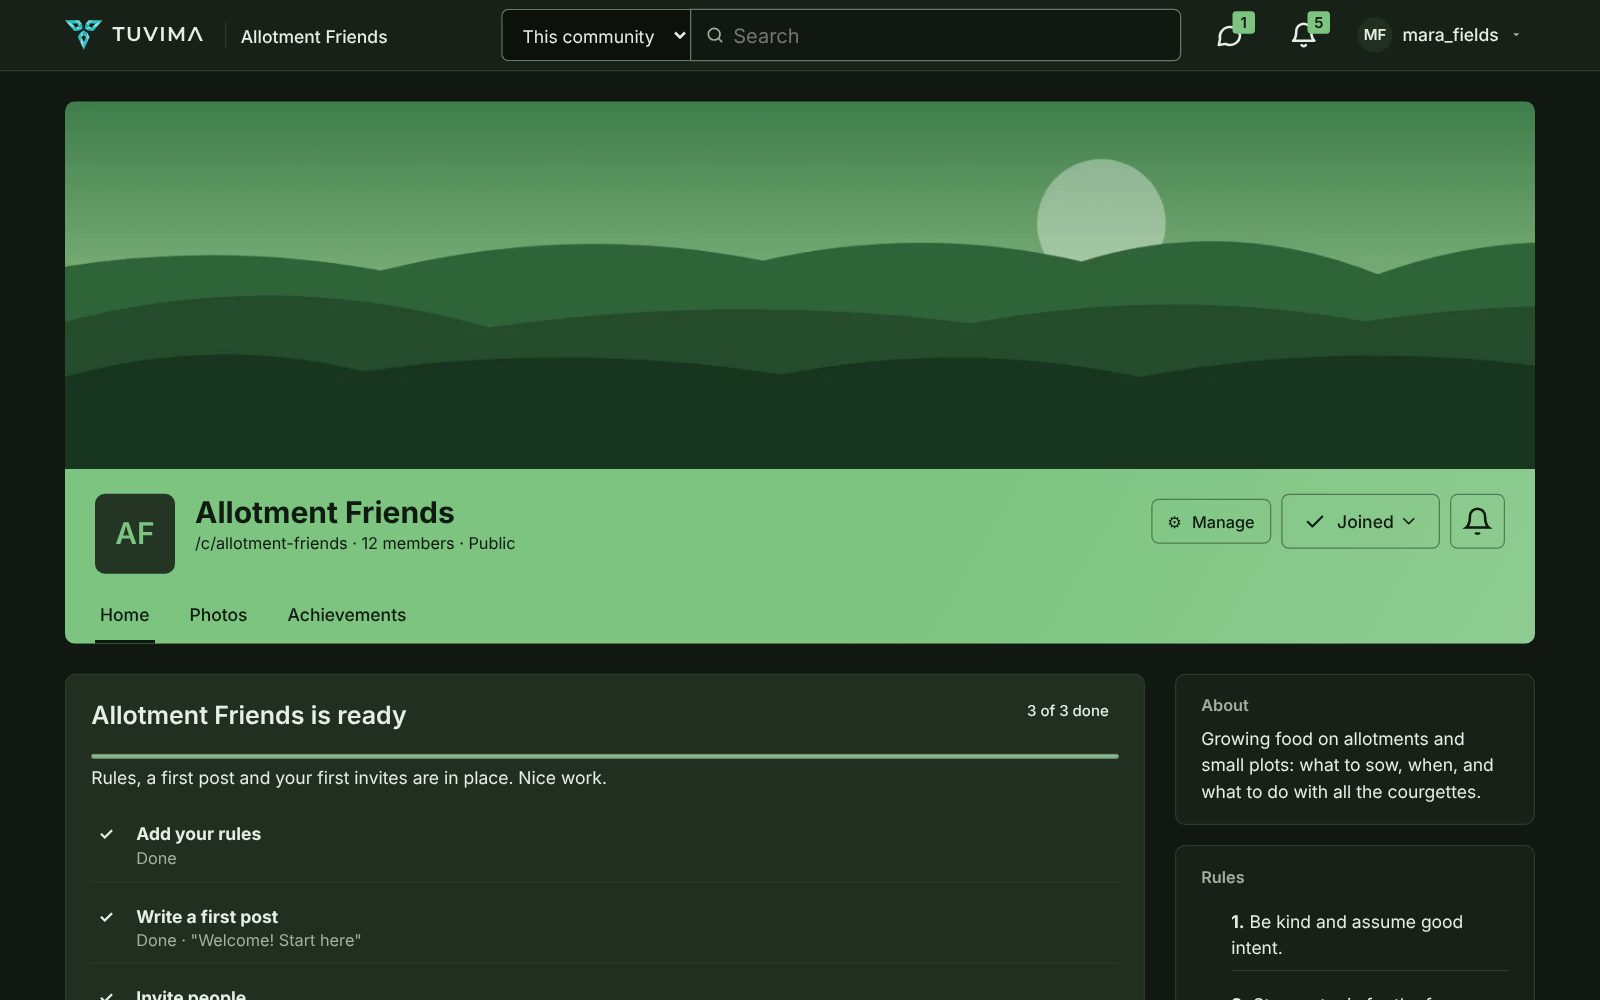 TUVIMA
Allotment Friends
This community
Search
1
5
MF
mara_fields
AF
Allotment Friends
/c/allotment-friends · 12 members · Public
Manage
Joined
Home
Photos
Achievements
Allotment Friends is ready
3 of 3 done
Rules, a first post and your first invites are in place. Nice work.
Add your rules
Done
Write a first post
Done · "Welcome! Start here"
Invite people
About
Growing food on allotments and
small plots: what to sow, when, and
what to do with all the courgettes.
Rules
1. Be kind and assume good
intent.